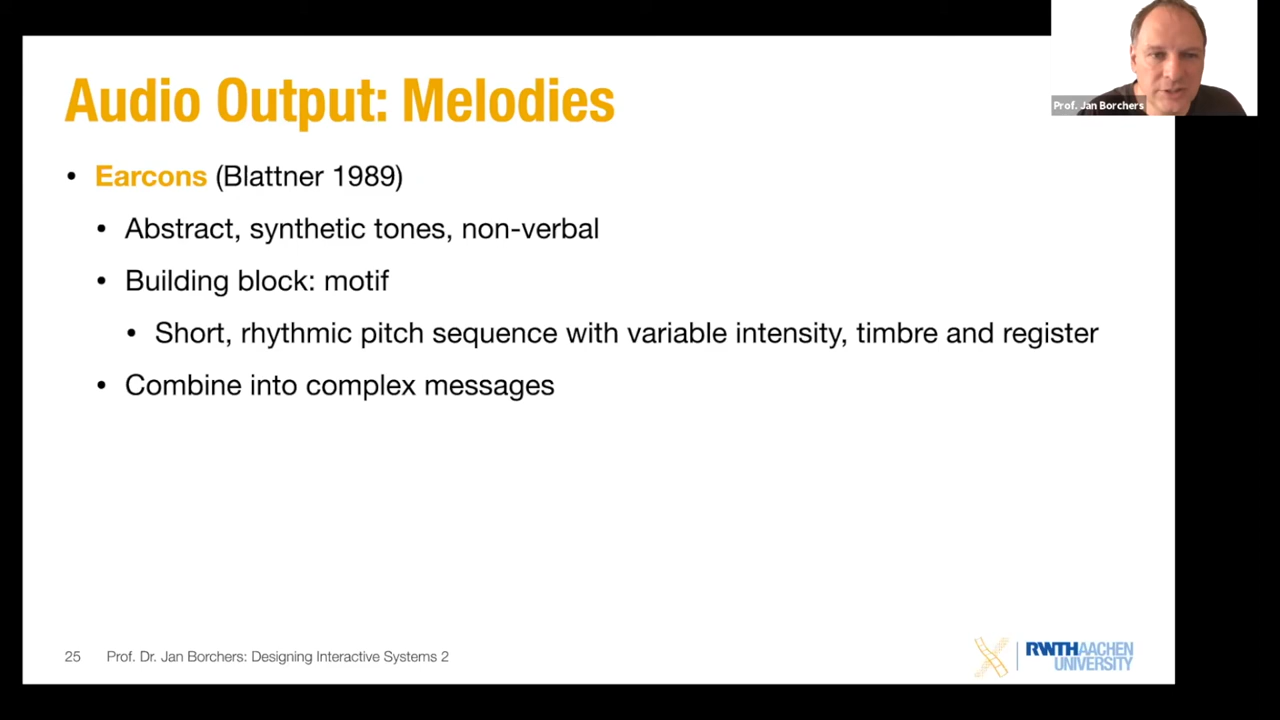 Audio Output: Melodies
Prof. Jan Borchers
• Earcons (Blattner 1989)
• Abstract, synthetic tones, non-verbal
• Building block: motif
• Short, rhythmic pitch sequence with variable intensity, timbre and register
• Combine into complex messages
25 Prof. Dr. Jan Borchers: Designing Interactive Systems 2
RWTHAACHEN
UNIVERSITY